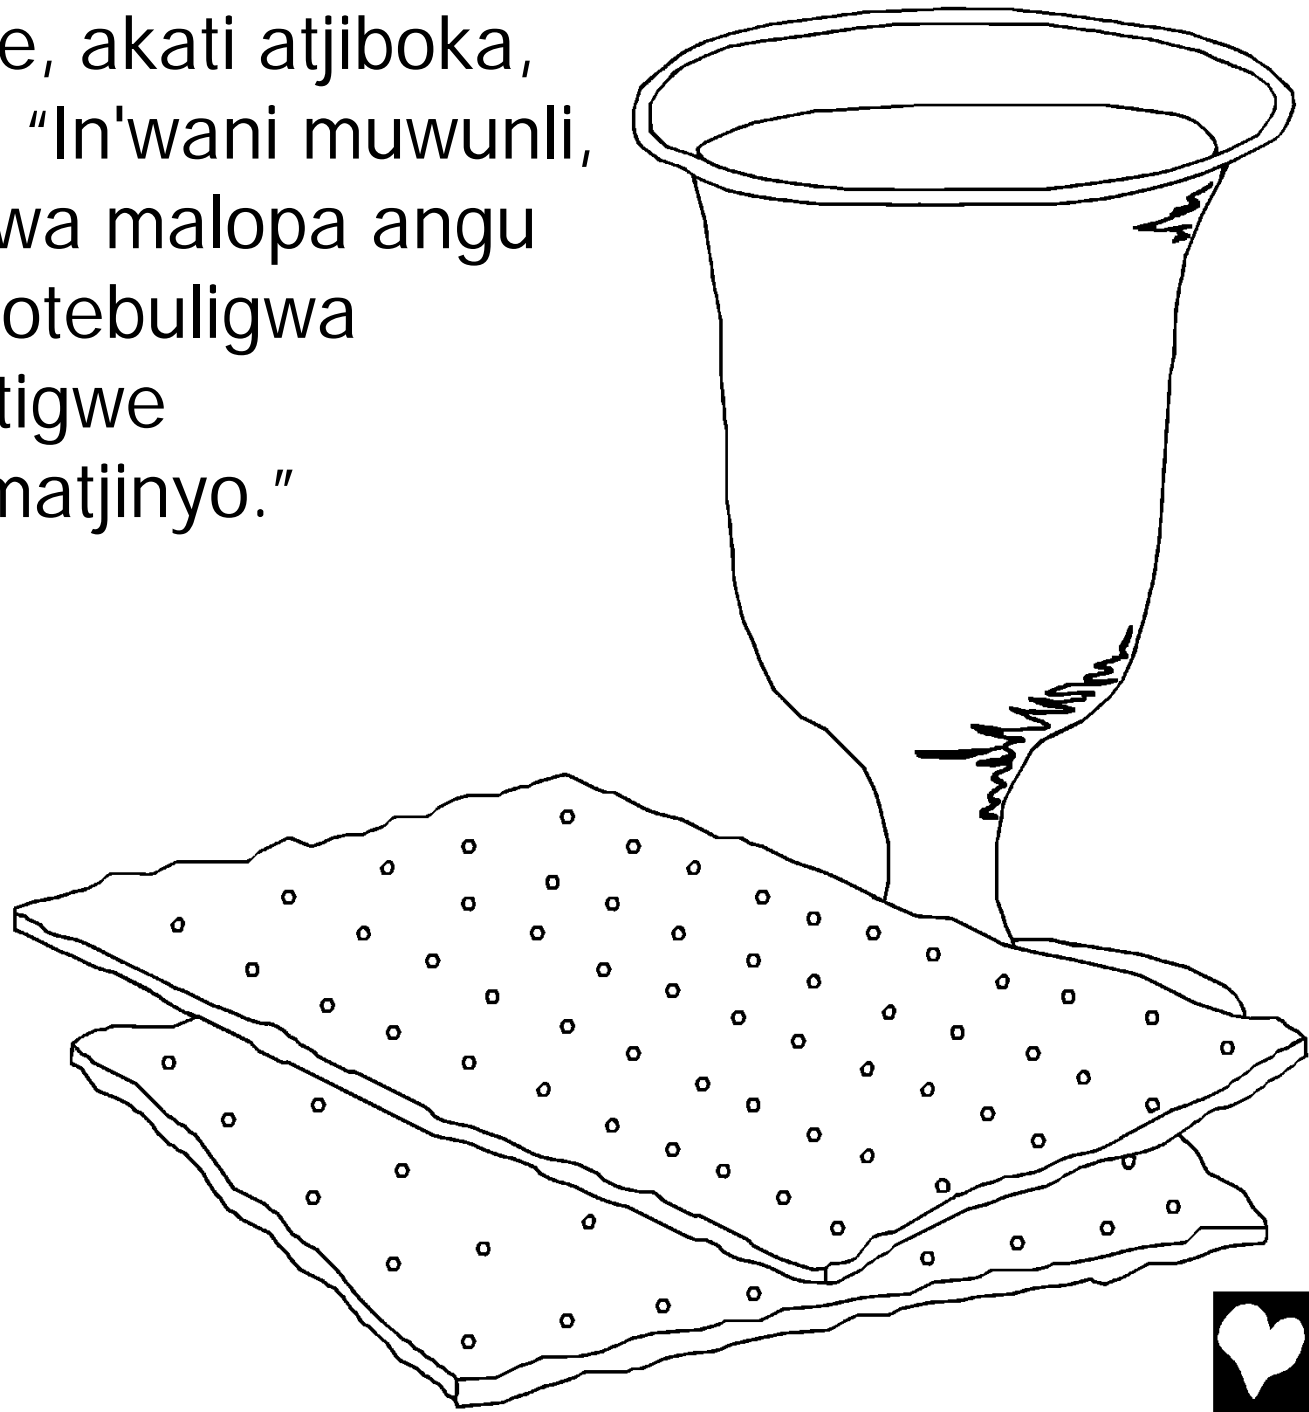 e, akati atjiboka,
“In'wani muwunli,
wa malopa angu
otebuligwa
tigwe
matjinyo.”